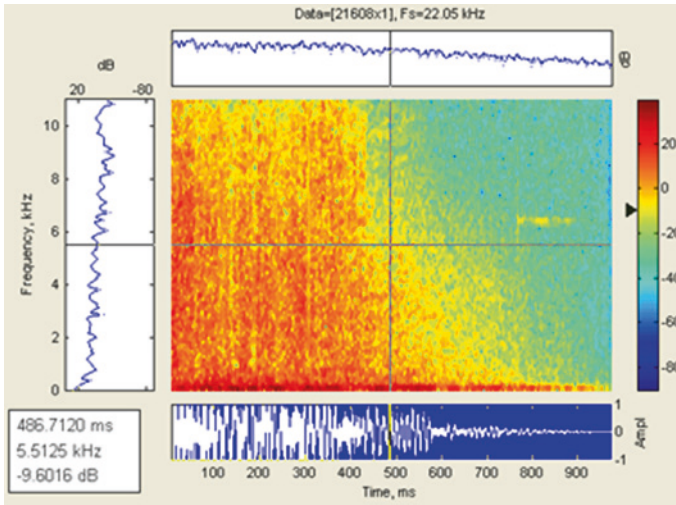 Data=[21608x1], Fs=22.05 kHz
dB
20 -80
dB
Frequency, kHz
10
8
6
4
2
0
20
0
-20
-40
-60
-80
486.7120 ms
5.5125 kHz
-9.6016 dB
1
0
-1
Ampl
100 200 300 400 500 600 700 800 900
Time, ms